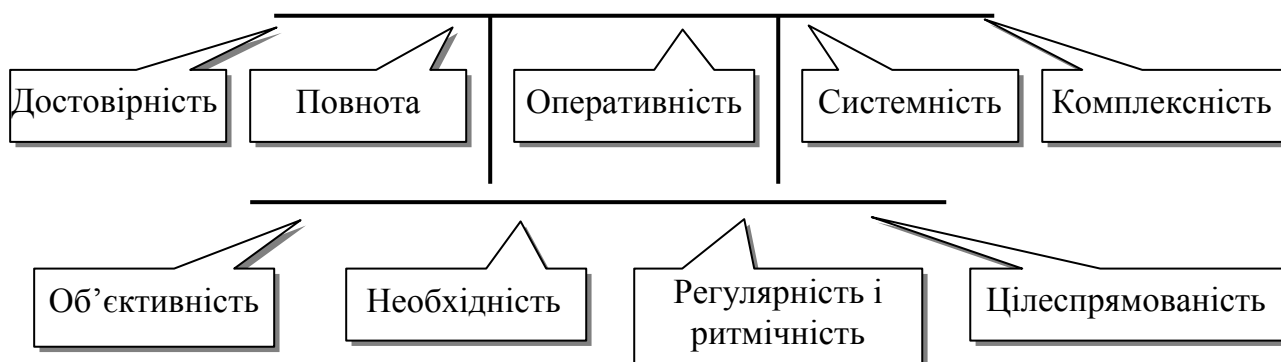 Достовірність
Повнота
Оперативність
Системність
Комплексність
Об’єктивність
Необхідність
Регулярність і
ритмічність
Цілеспрямованість